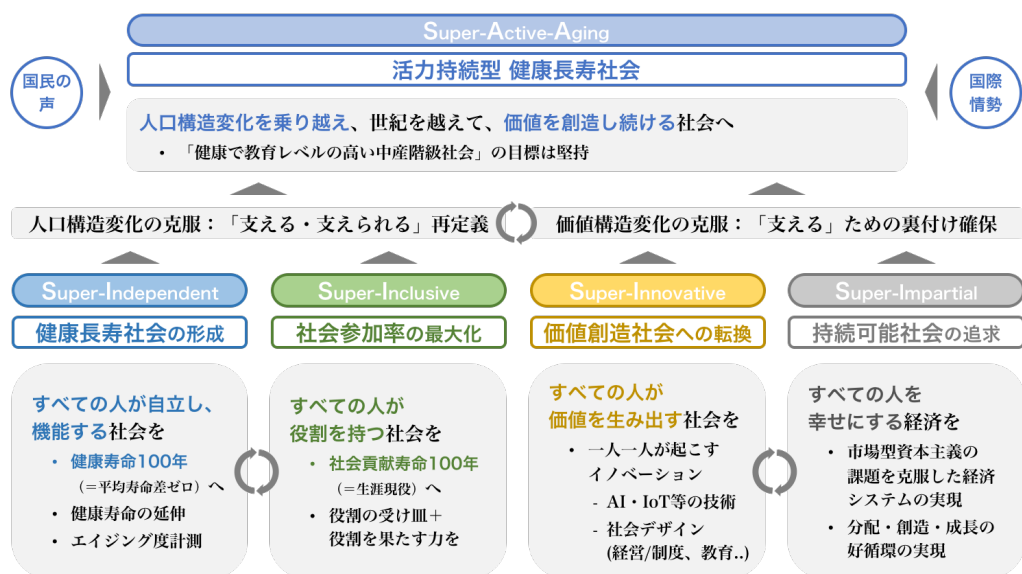 Super-Active-Aging
活力持続型 健康長寿社会
国民の
声
国際
情勢
人口構造変化を乗り越え、世紀を越えて、価値を創造し続ける社会へ
• 「健康で教育レベルの高い中産階級社会」の目標は堅持
人口構造変化の克服：「支える・支えられる」再定義
価値構造変化の克服：「支える」ための裏付け確保
Super-Independent
健康長寿社会の形成
すべての人が自立し、
機能する社会を
• 健康寿命100年
（＝平均寿命差ゼロ）へ
• 健康寿命の延伸
• エイジング度計測
Super-Inclusive
社会参加率の最大化
すべての人が
役割を持つ社会を
• 社会貢献寿命100年
（＝生涯現役）へ
• 役割の受け皿＋
役割を果たす力を
Super-Innovative
価値創造社会への転換
すべての人が
価値を生み出す社会を
• 一人一人が起こす
イノベーション
- AI・IoT等の技術
- 社会デザイン
(経営/制度、教育..)
Super-Impartial
持続可能社会の追求
すべての人を
幸せにする経済を
• 市場型資本主義の
課題を克服した経済
システムの実現
• 分配・創造・成長の
好循環の実現